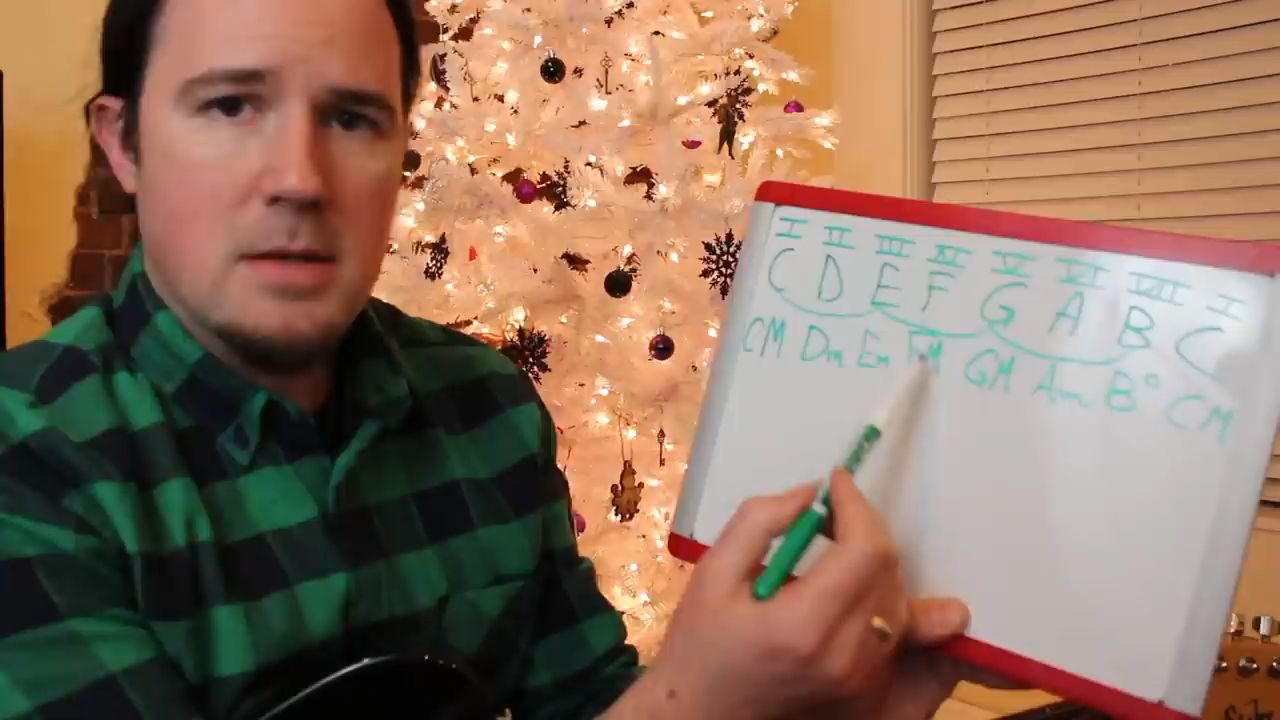 I II III IV V VI VII I
C D E F G A B C
CM Dm Em FM GM Am B° CM